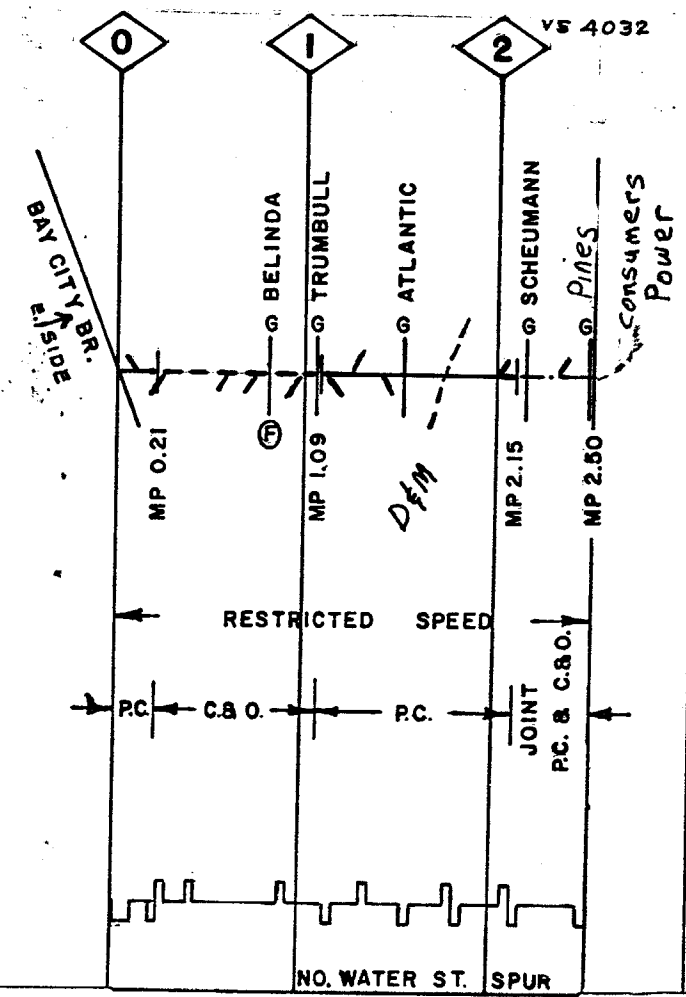 VS 4032
0
1
2
BAY CITY BR.
E./SIDE
G BELINDA
G TRUMBULL
G ATLANTIC
G SCHEUMANN
G Pines
Consumers
Power
F
MP 0.21
MP 1.09
D&M
MP 2.15
MP 2.50
RESTRICTED SPEED
P.C.
C.& O.
P.C.
JOINT
P.C. & C.&O.
NO. WATER ST. SPUR